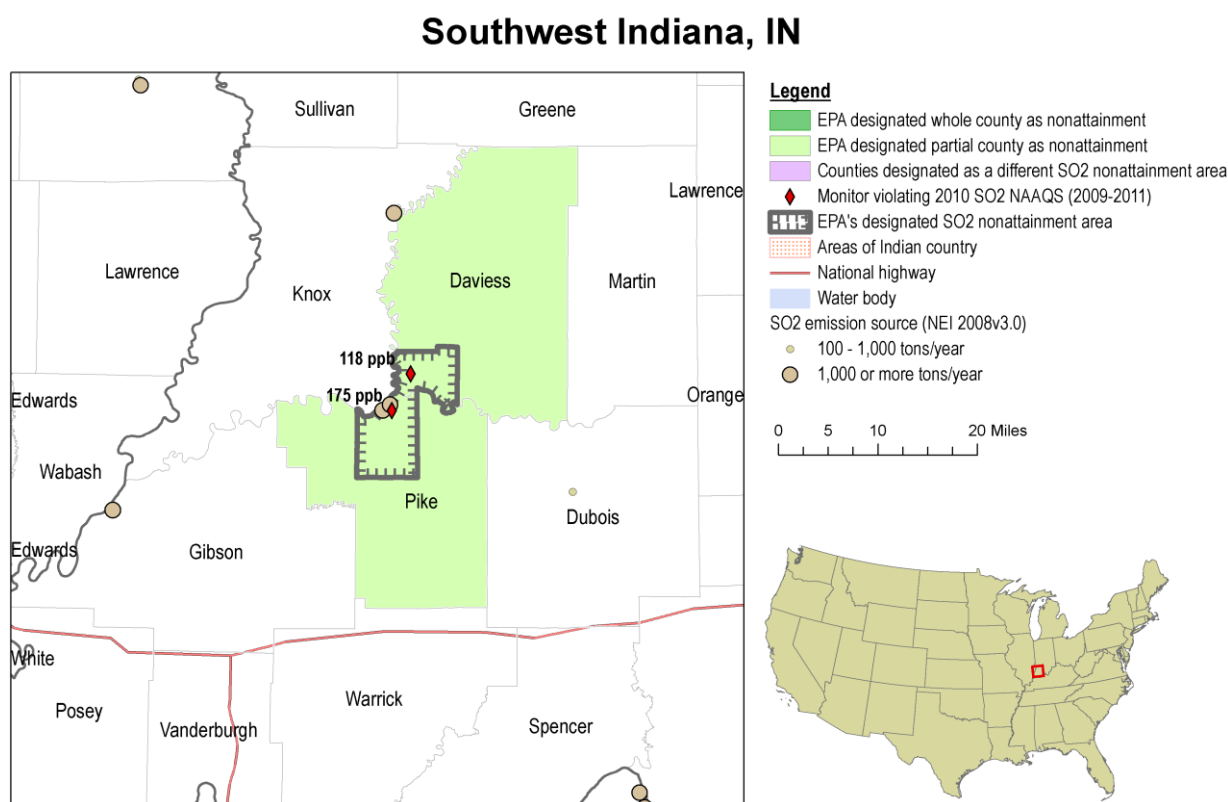 Southwest Indiana, IN
Sullivan
Greene
Lawrence
Lawrence
Knox
Daviess
Martin
118 ppb
175 ppb
Edwards
Orange
Wabash
Pike
Dubois
Edwards
Gibson
White
Posey
Vanderburgh
Warrick
Spencer
Legend
EPA designated whole county as nonattainment
EPA designated partial county as nonattainment
Counties designated as a different SO2 nonattainment area
Monitor violating 2010 SO2 NAAQS (2009-2011)
EPA's designated SO2 nonattainment area
Areas of Indian country
National highway
Water body
SO2 emission source (NEI 2008v3.0)
100 - 1,000 tons/year
1,000 or more tons/year
0 5 10 20 Miles